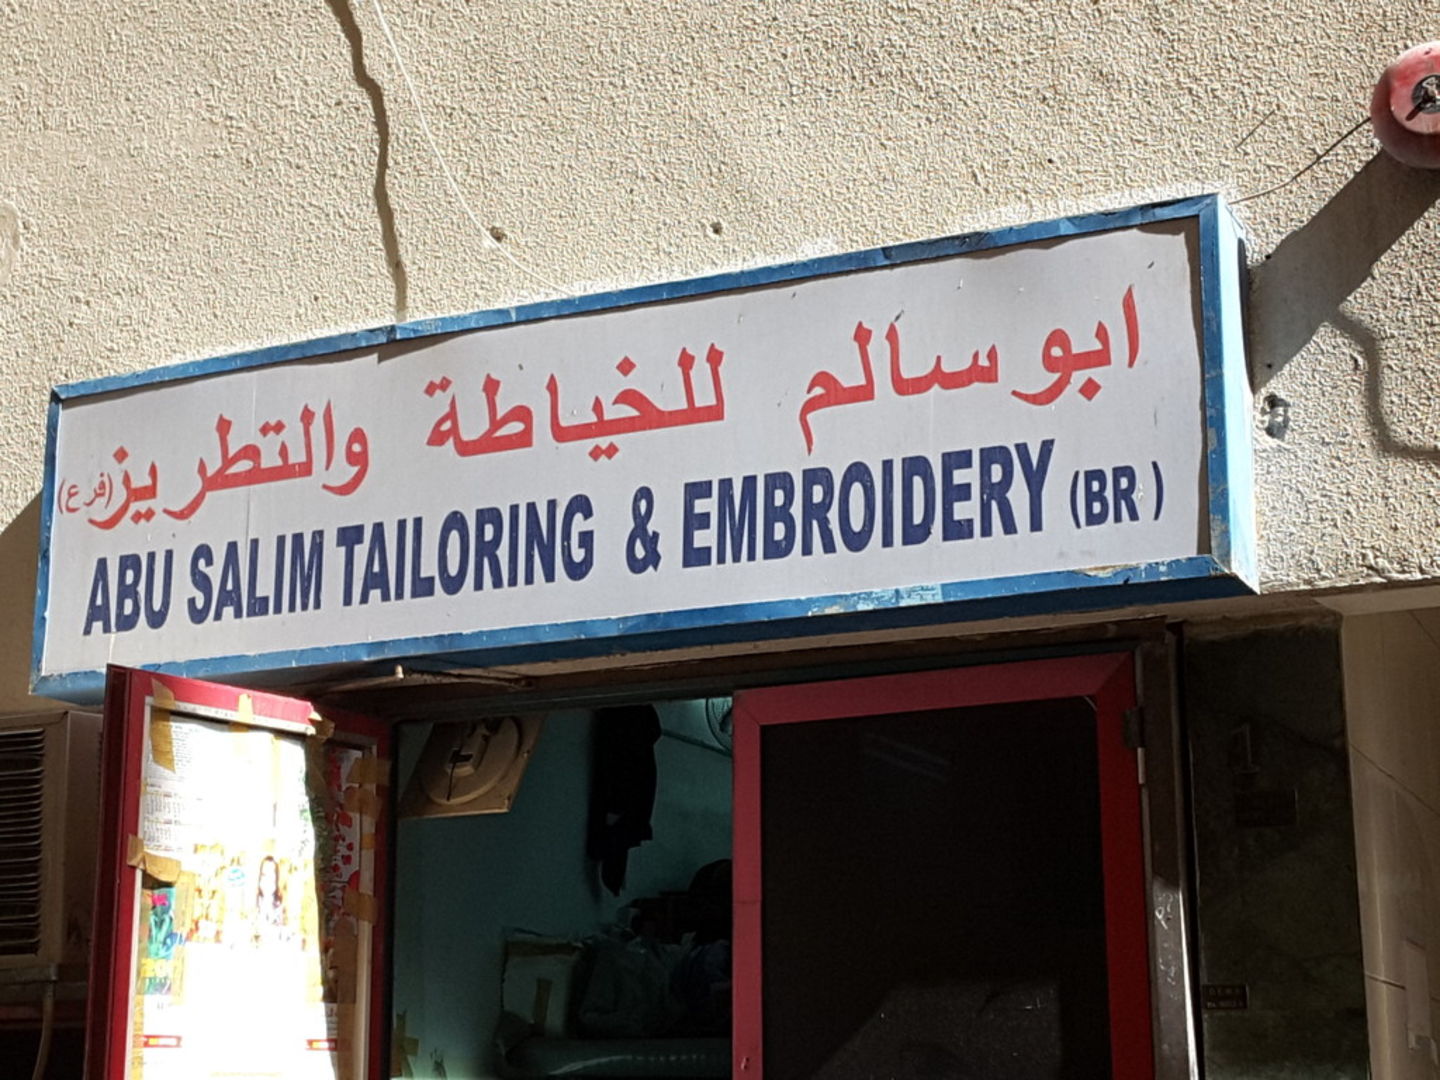 ابو سالم للخياطة والتطريز (فرع)
ABU SALIM TAILORING & EMBROIDERY (BR)